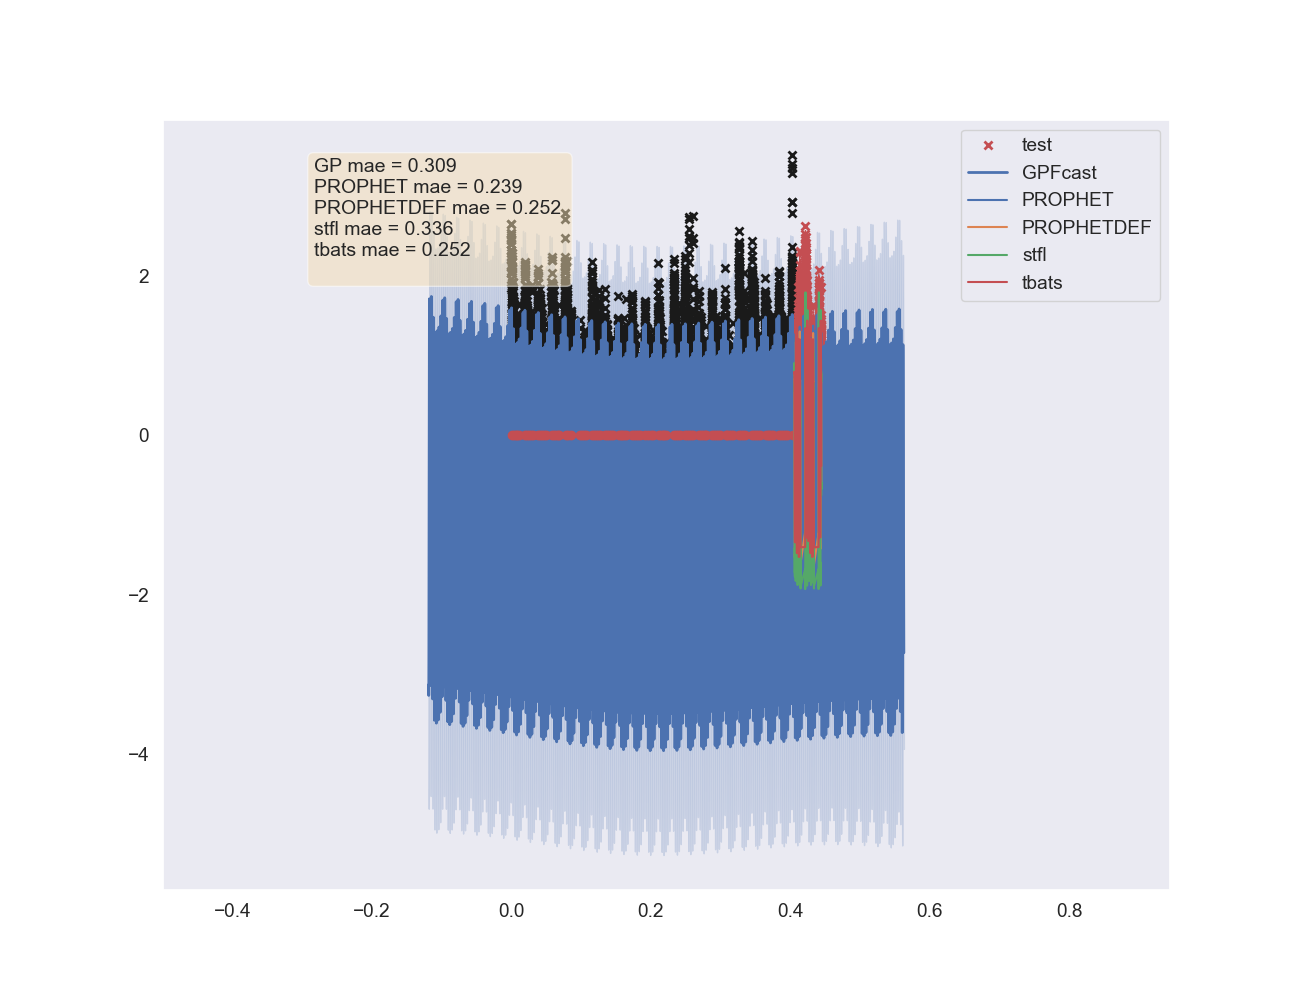 GP mae = 0.309
PROPHET mae = 0.239
PROPHETDEF mae = 0.252
stfl mae = 0.336
tbats mae = 0.252
test
GPFcast
PROPHET
PROPHETDEF
stfl
tbats
2
0
−2
−4
−0.4 −0.2 0.0 0.2 0.4 0.6 0.8